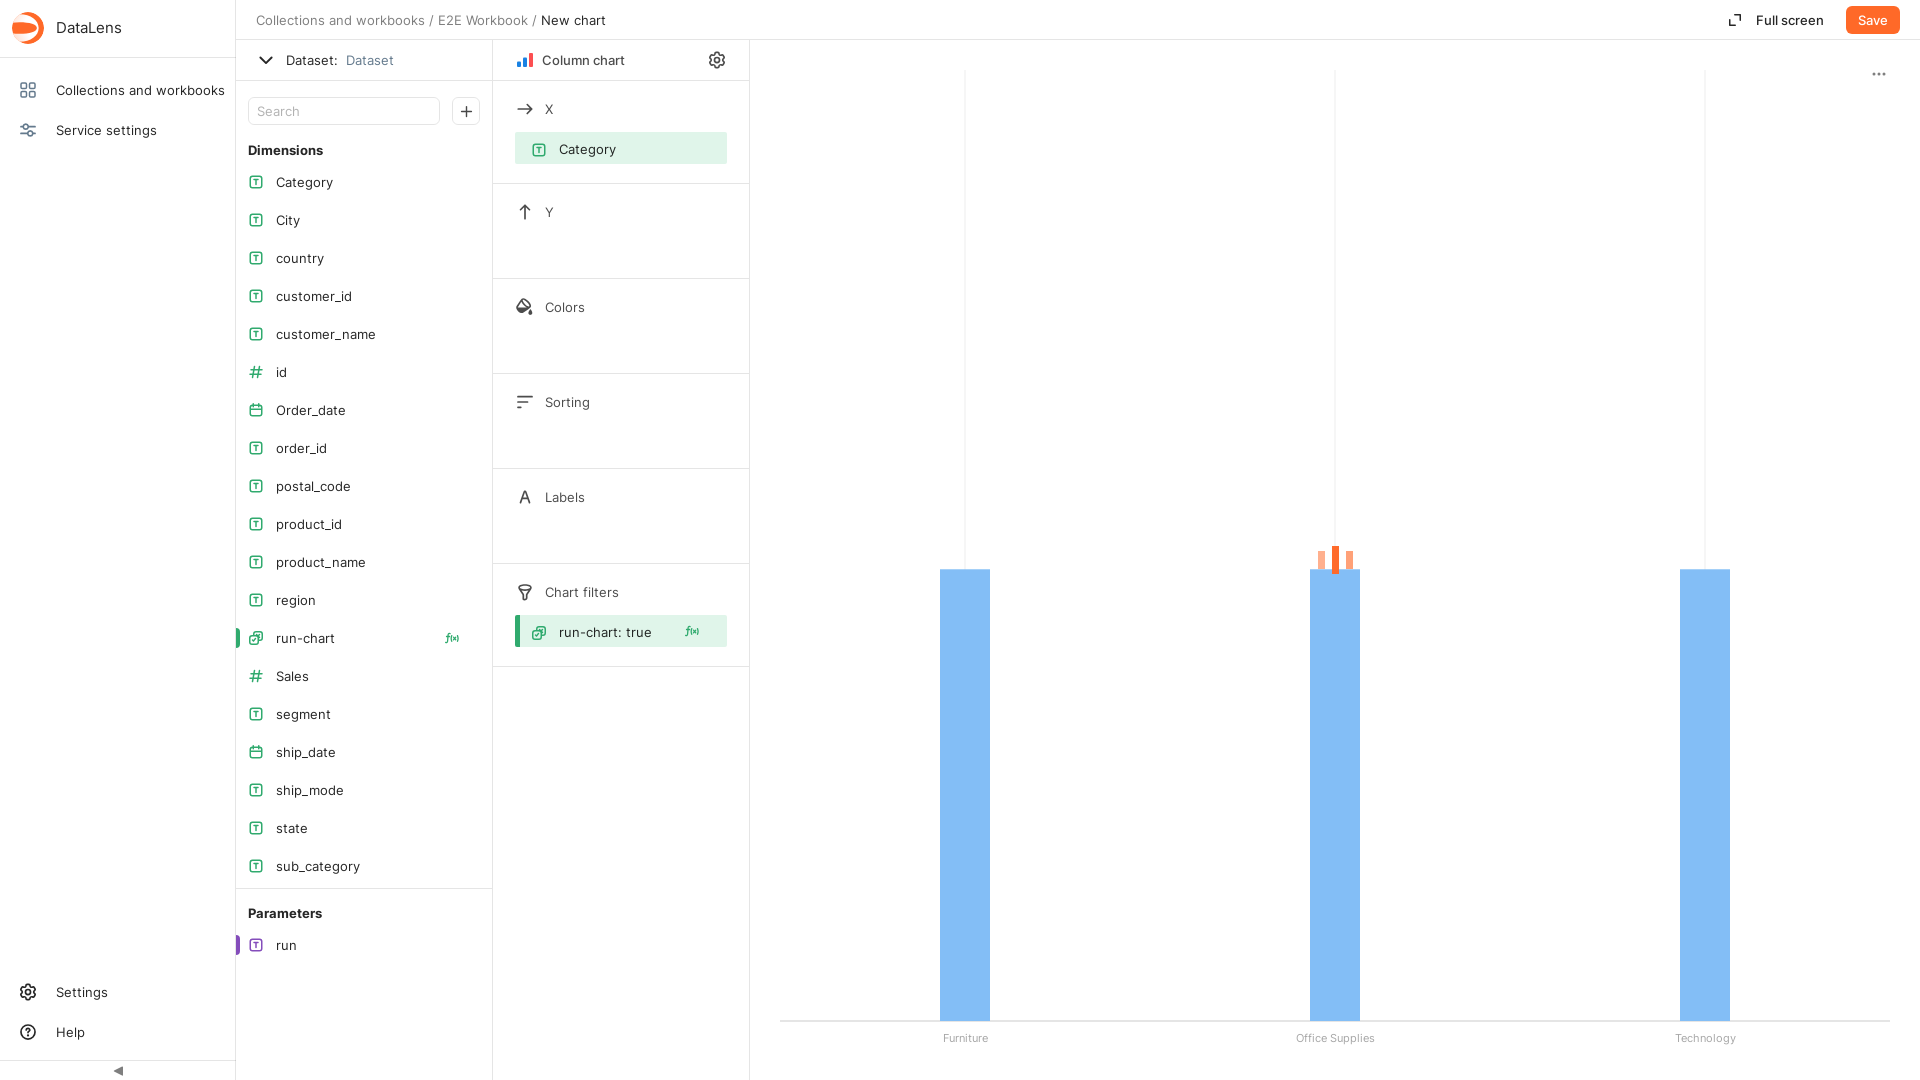 DataLens
Collections and workbooks
Service settings
Settings
Help
Collections and workbooks / E2E Workbook / New chart
Full screen
Save
Dataset: Dataset
Search
Dimensions
Category
City
country
customer_id
customer_name
id
Order_date
order_id
postal_code
product_id
product_name
region
run-chart
Sales
segment
ship_date
ship_mode
state
sub_category
Parameters
run
Column chart
X
Category
Y
Colors
Sorting
Labels
Chart filters
run-chart: true
Furniture
Office Supplies
Technology